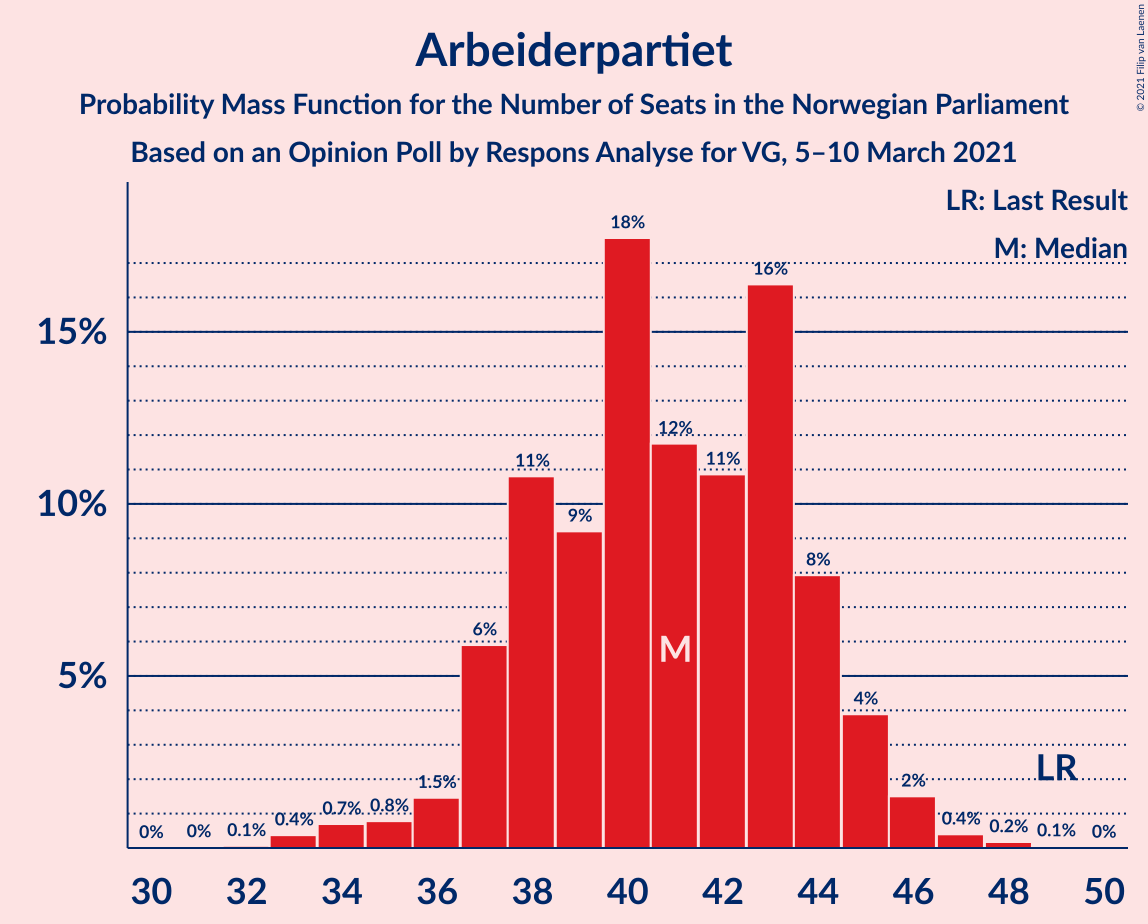 Arbeiderpartiet
Probability Mass Function for the Number of Seats in the Norwegian Parliament
Based on an Opinion Poll by Respons Analyse for VG, 5–10 March 2021
© 2021 Filip van Laenen
LR: Last Result
M: Median
15%
10%
5%
0% 0% 0.1% 0.4% 0.7% 0.8% 1.5% 6% 11% 9% 18% 12% 11% 16% 8% 4% 2% 0.4% 0.2% 0.1% 0%
M
LR
30 32 34 36 38 40 42 44 46 48 50